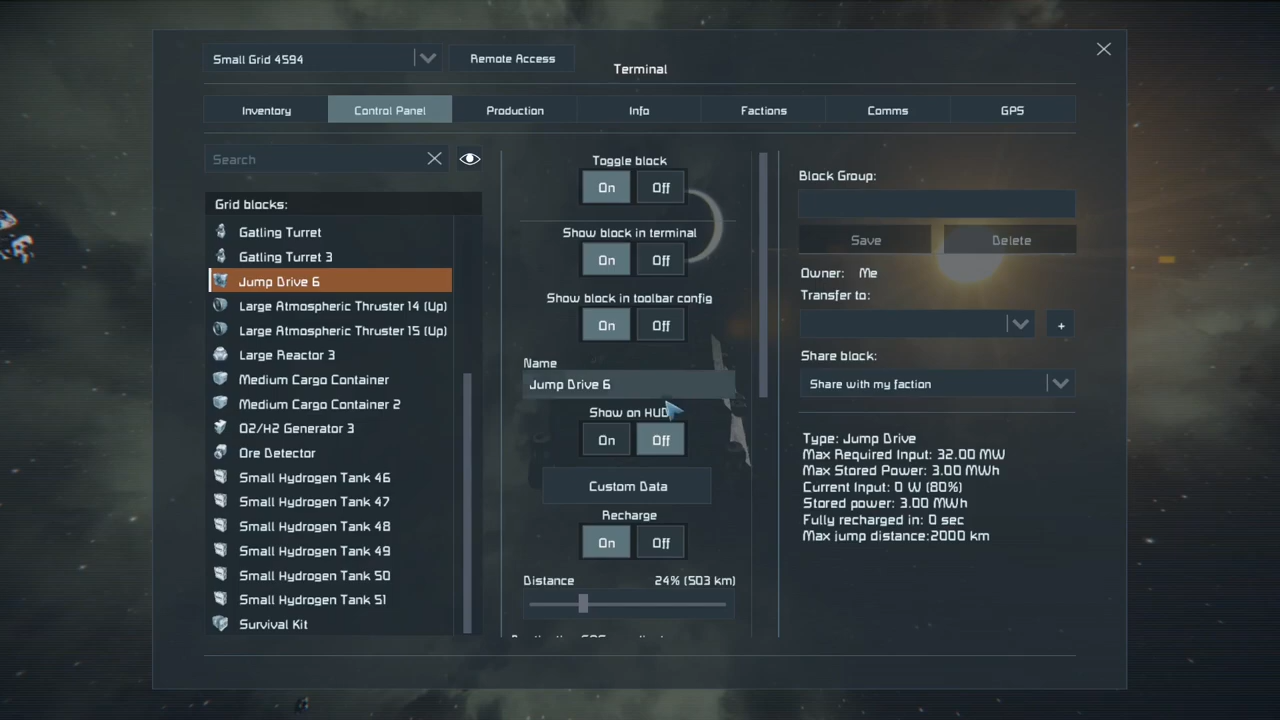 Small Grid 4594
Remote Access
Terminal
Inventory
Control Panel
Production
Info
Factions
Comms
GPS
Search
Grid blocks:
Gatling Turret
Gatling Turret 3
Jump Drive 6
Large Atmospheric Thruster 14 (Up)
Large Atmospheric Thruster 15 (Up)
Large Reactor 3
Medium Cargo Container
Medium Cargo Container 2
O2/H2 Generator 3
Ore Detector
Small Hydrogen Tank 46
Small Hydrogen Tank 47
Small Hydrogen Tank 48
Small Hydrogen Tank 49
Small Hydrogen Tank 50
Small Hydrogen Tank 51
Survival Kit
Toggle block
On Off
Show block in terminal
On Off
Show block in toolbar config
On Off
Name
Jump Drive 6
Show on HUD
On Off
Custom Data
Recharge
On Off
Distance 24% (503 km)
Block Group:
Save Delete
Owner: Me
Transfer to:
+
Share block:
Share with my faction
Type: Jump Drive
Max Required Input: 32.00 MW
Max Stored Power: 3.00 MWh
Current Input: 0 W (80%)
Stored power: 3.00 MWh
Fully recharged in: 0 sec
Max jump distance:2000 km